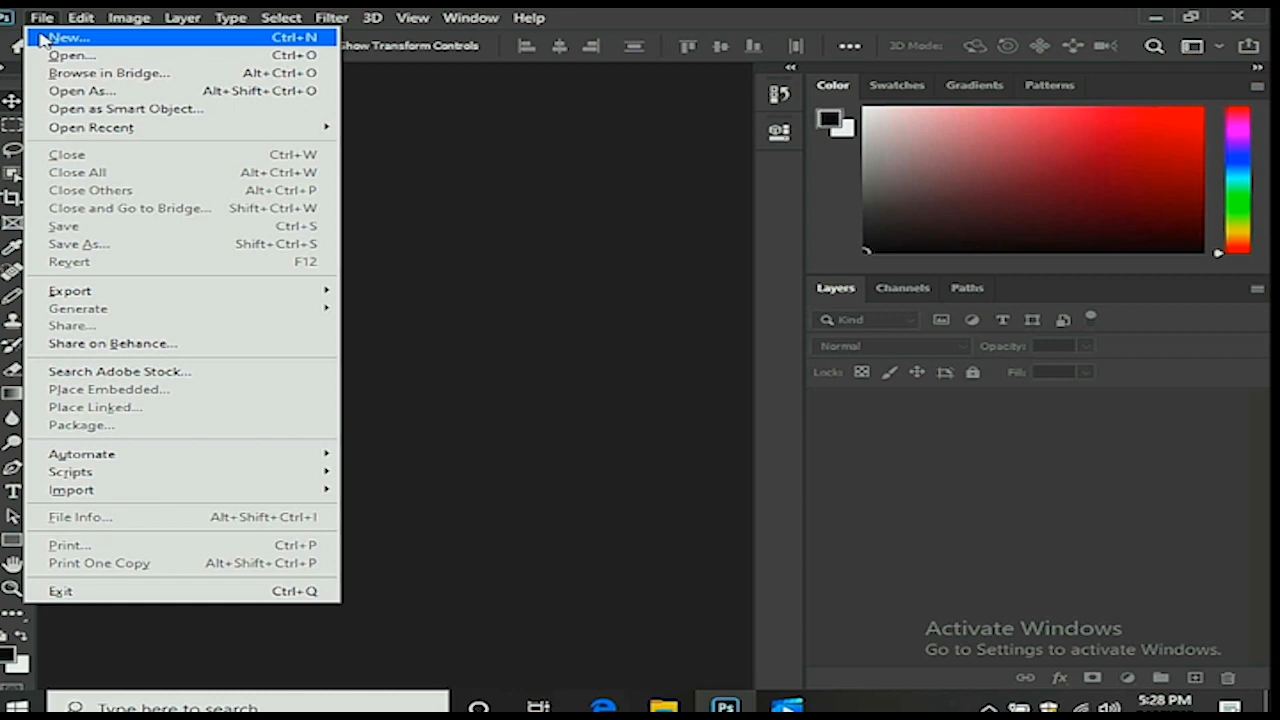 Ps File Edit Image Layer Type Select Filter 3D View Window Help
Show Transform Controls 3D Mode:
New... Ctrl+N
Open... Ctrl+O
Browse in Bridge... Alt+Ctrl+O
Open As... Alt+Shift+Ctrl+O
Open as Smart Object...
Open Recent
Close Ctrl+W
Close All Alt+Ctrl+W
Close Others Alt+Ctrl+P
Close and Go to Bridge... Shift+Ctrl+W
Save Ctrl+S
Save As... Shift+Ctrl+S
Revert F12
Export
Generate
Share...
Share on Behance...
Search Adobe Stock...
Place Embedded...
Place Linked...
Package...
Automate
Scripts
Import
File Info... Alt+Shift+Ctrl+I
Print... Ctrl+P
Print One Copy Alt+Shift+Ctrl+P
Exit Ctrl+Q
Color Swatches Gradients Patterns
Layers Channels Paths
Kind
Normal Opacity:
Lock: Fill:
Activate Windows
Go to Settings to activate Windows.
Type here to search
Ps
5:28 PM